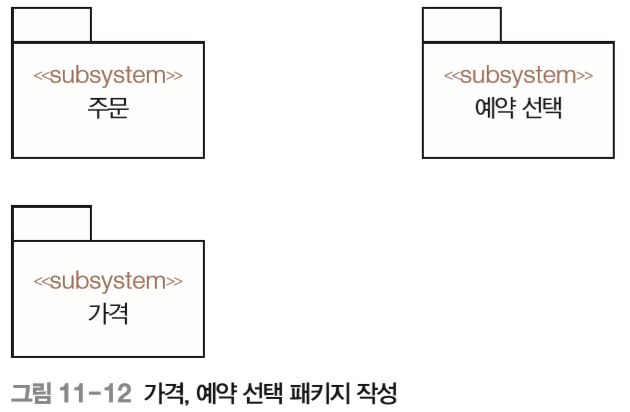 <<subsystem>>
주문
<<subsystem>>
예약 선택
<<subsystem>>
가격
그림 11-12 가격, 예약 선택 패키지 작성